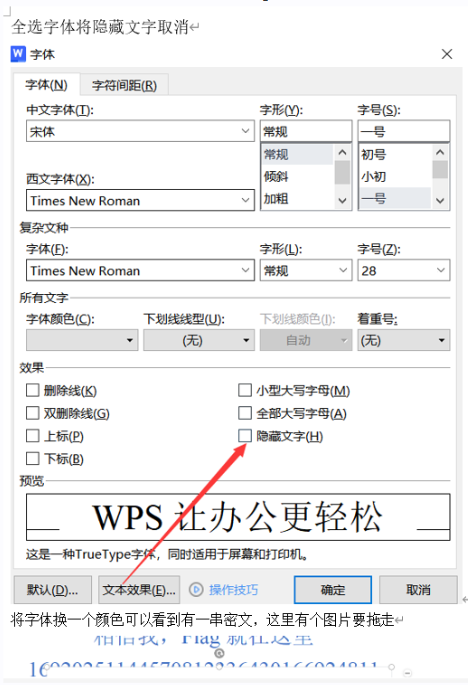 全选字体将隐藏文字取消
字体
字体(N) 字符间距(R)
中文字体(T): 字形(Y): 字号(S):
宋体 常规 一号
常规 初号
倾斜 小初
加粗 一号
西文字体(X):
Times New Roman
复杂文种
字体(F): 字形(L): 字号(Z):
Times New Roman 常规 28
所有文字
字体颜色(C): 下划线线型(U): 下划线颜色(I): 着重号:
(无) 自动 (无)
效果
删除线(K) 小型大写字母(M)
双删除线(G) 全部大写字母(A)
上标(P) 隐藏文字(H)
下标(B)
预览
WPS 让办公更轻松
这是一种TrueType字体，同时适用于屏幕和打印机。
默认(D)... 文本效果(E)... 操作技巧 确定 取消
将字体换一个颜色可以看到有一串密文，这里有个图片要拖走
相信我，Flag 就在这里